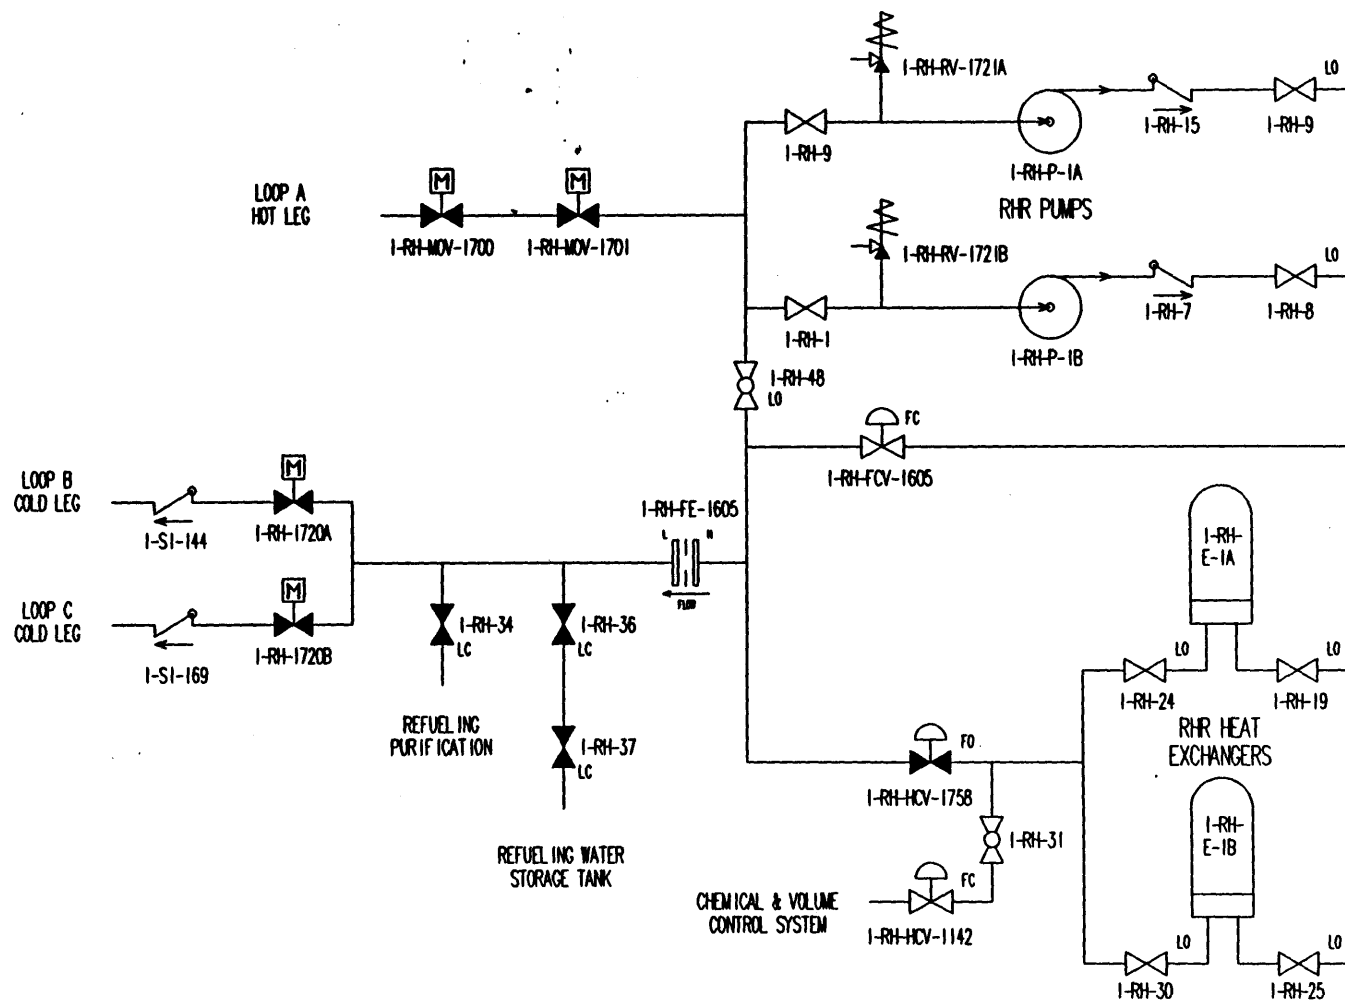 LO
1-RH-RV-1721A
1-RH-9
1-RH-15
1-RH-9
1-RH-P-1A
RHR PUMPS
LOOP A
HOT LEG
M
M
1-RH-MOV-1700
1-RH-MOV-1701
1-RH-RV-1721B
LO
1-RH-1
1-RH-7
1-RH-8
1-RH-P-1B
1-RH-48
LO
FC
1-RH-FCV-1605
LOOP B
COLD LEG
M
1-SI-144
1-RH-1720A
1-RH-FE-1605
L
H
FLOW
1-RH-
E-1A
LOOP C
COLD LEG
M
1-SI-169
1-RH-1720B
1-RH-34
LC
1-RH-36
LC
LO
LO
1-RH-24
1-RH-19
REFUELING
PURIFICATION
1-RH-37
LC
RHR HEAT
EXCHANGERS
FO
1-RH-HCV-1758
1-RH-31
1-RH-
E-1B
REFUELING WATER
STORAGE TANK
FC
CHEMICAL & VOLUME
CONTROL SYSTEM
1-RH-HCV-1142
LO
LO
1-RH-30
1-RH-25